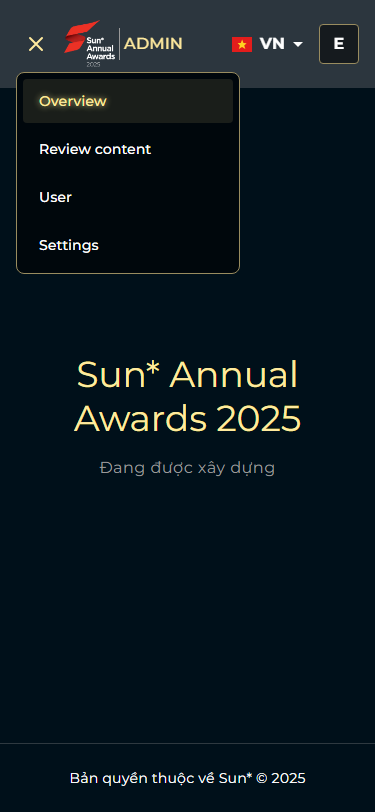 Sun*
Annual
Awards
2025
ADMIN
VN
E
Overview
Review content
User
Settings
Sun* Annual
Awards 2025
Đang được xây dựng
Bản quyền thuộc về Sun* © 2025